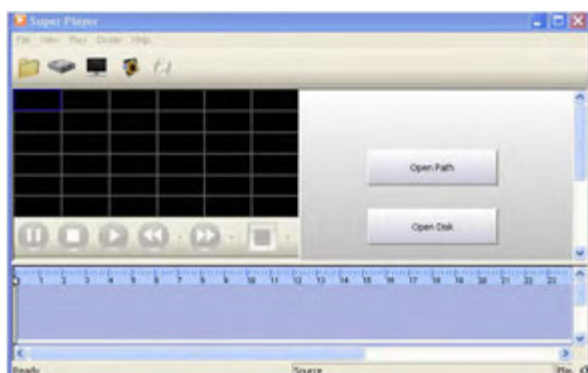 Super Player
File View Play Divide Help
Open Path
Open Disk
1 2 3 4 5 6 7 8 9 10 11 12 13 14 15 16 17 18 19 20 21 22 23
Ready Source